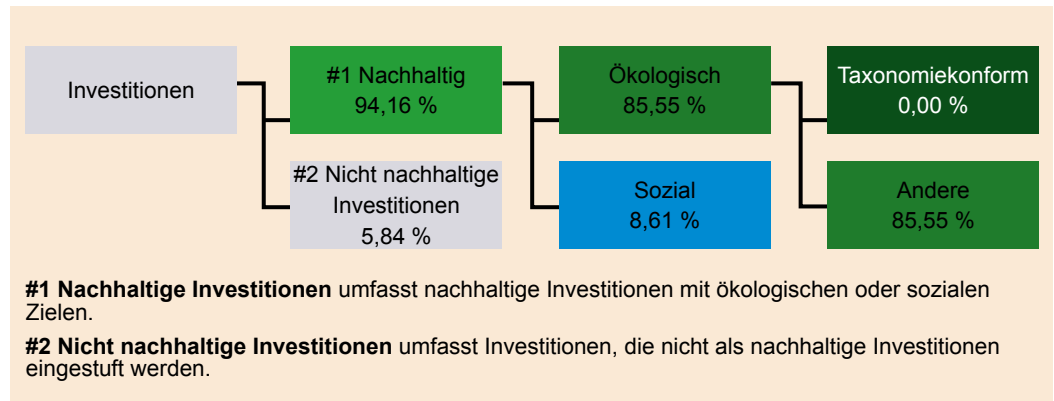 Investitionen
#1 Nachhaltig
94,16 %
Ökologisch
85,55 %
Taxonomiekonform
0,00 %
#2 Nicht nachhaltige
Investitionen
5,84 %
Sozial
8,61 %
Andere
85,55 %
#1 Nachhaltige Investitionen umfasst nachhaltige Investitionen mit ökologischen oder sozialen
Zielen.
#2 Nicht nachhaltige Investitionen umfasst Investitionen, die nicht als nachhaltige Investitionen
eingestuft werden.